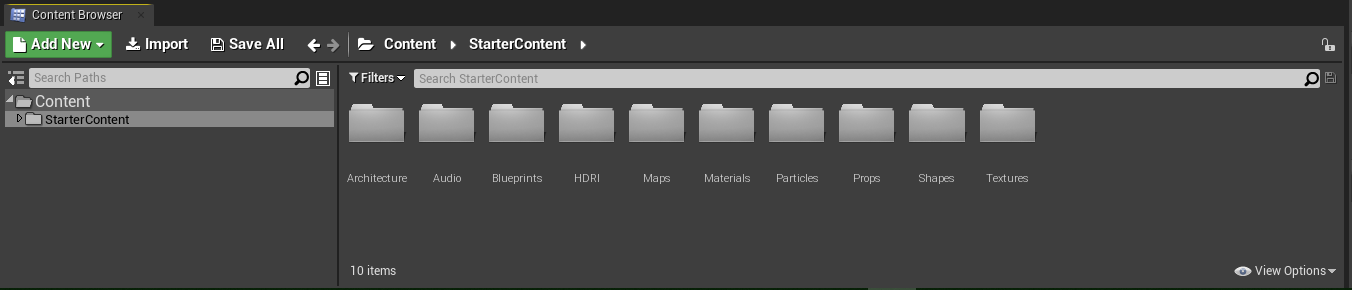 Content Browser
Add New Import Save All Content StarterContent
Search Paths
Filters Search StarterContent
Content
StarterContent
Architecture Audio Blueprints HDRI Maps Materials Particles Props Shapes Textures
10 items View Options